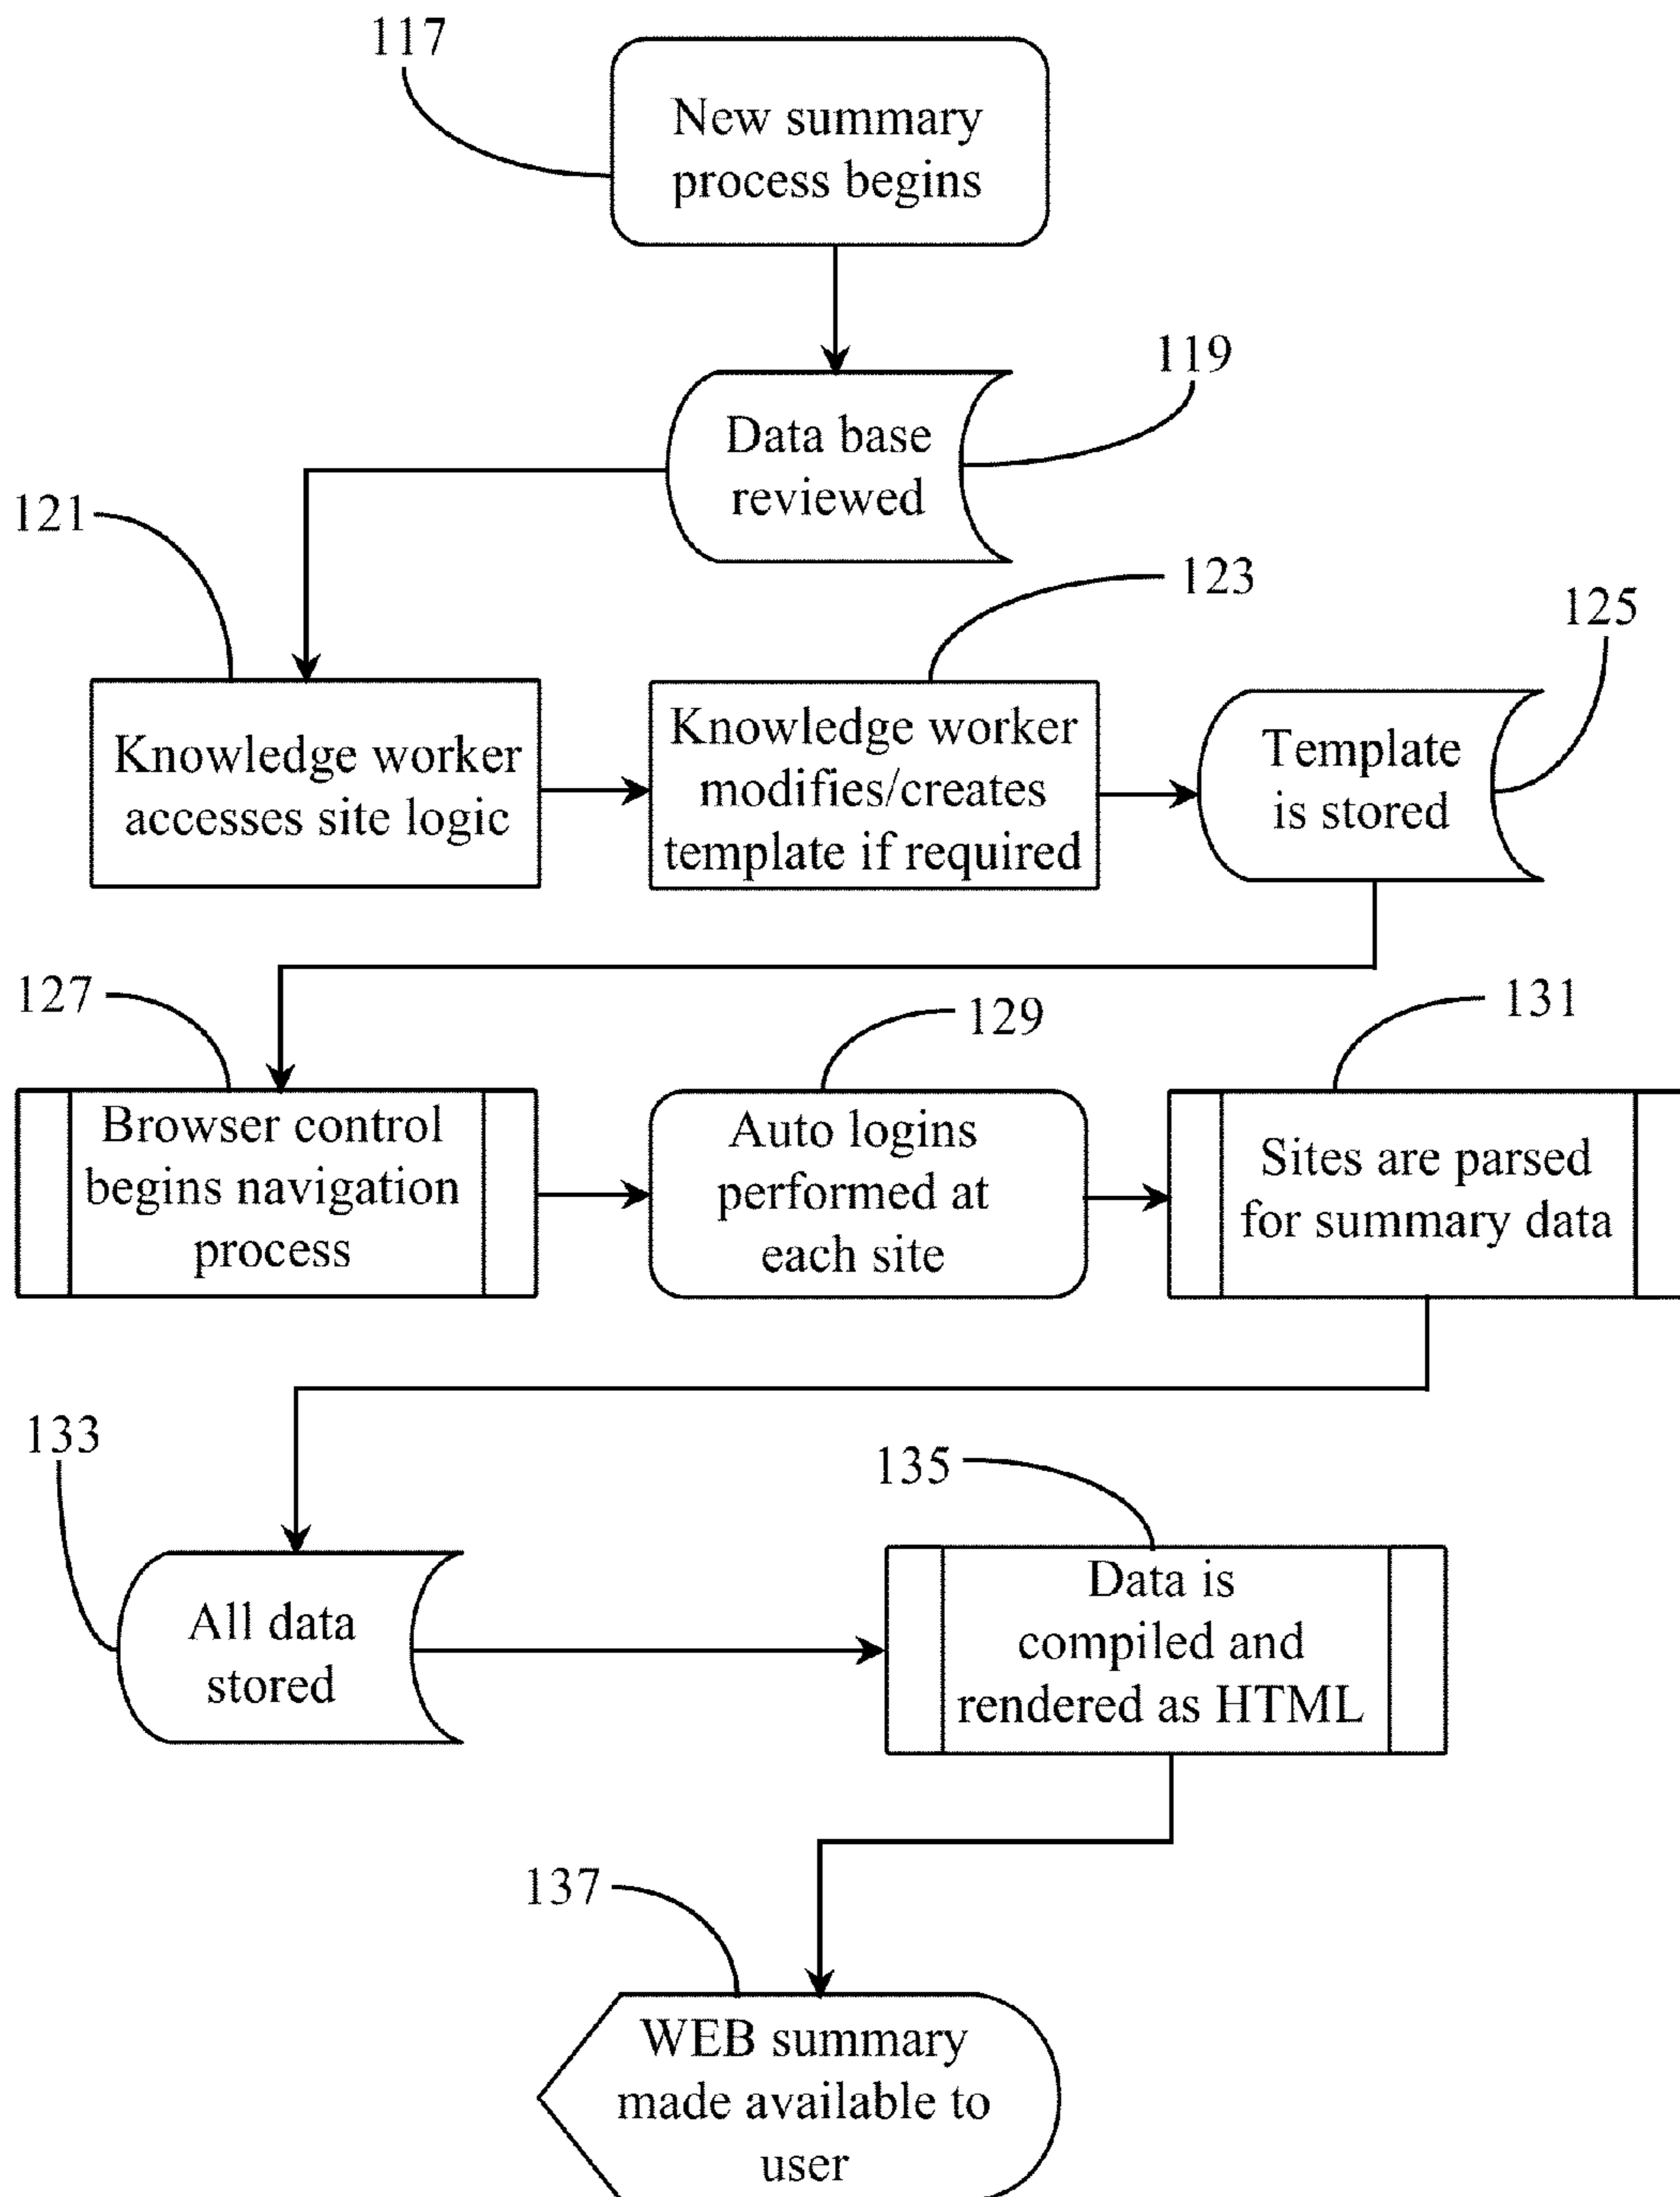 117
New summary
process begins
119
Data base
reviewed
121
123
125
Knowledge worker
accesses site logic
Knowledge worker
modifies/creates
template if required
Template
is stored
127
129
131
Browser control
begins navigation
process
Auto logins
performed at
each site
Sites are parsed
for summary data
133
135
All data
stored
Data is
compiled and
rendered as HTML
137
WEB summary
made available to
user